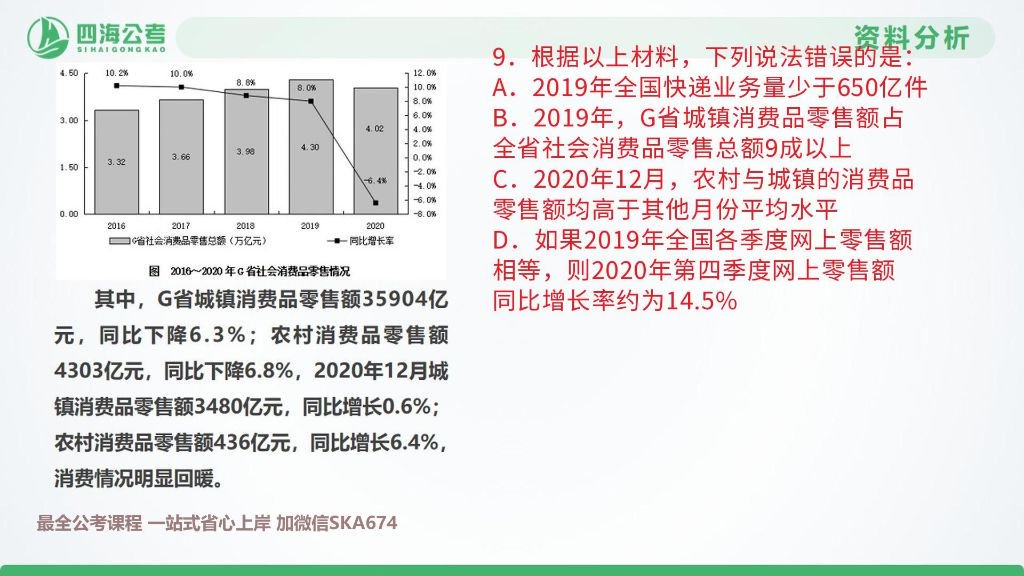 四海公考
SIHAIGONGKAO
资料分析
4.50
3.00
1.50
0.00
12.0%
10.0%
8.0%
6.0%
4.0%
2.0%
0.0%
-2.0%
-4.0%
-6.0%
-8.0%
10.2%
10.0%
8.8%
8.0%
-6.4%
3.32
3.66
3.98
4.30
4.02
2016
2017
2018
2019
2020
G省社会消费品零售总额（万亿元）
同比增长率
图 2016～2020年G省社会消费品零售情况
其中，G省城镇消费品零售额35904亿
元，同比下降6.3%；农村消费品零售额
4303亿元，同比下降6.8%，2020年12月城
镇消费品零售额3480亿元，同比增长0.6%；
农村消费品零售额436亿元，同比增长6.4%，
消费情况明显回暖。
最全公考课程 一站式省心上岸 加微信SKA674
9．根据以上材料，下列说法错误的是：
A．2019年全国快递业务量少于650亿件
B．2019年，G省城镇消费品零售额占
全省社会消费品零售总额9成以上
C．2020年12月，农村与城镇的消费品
零售额均高于其他月份平均水平
D．如果2019年全国各季度网上零售额
相等，则2020年第四季度网上零售额
同比增长率约为14.5%